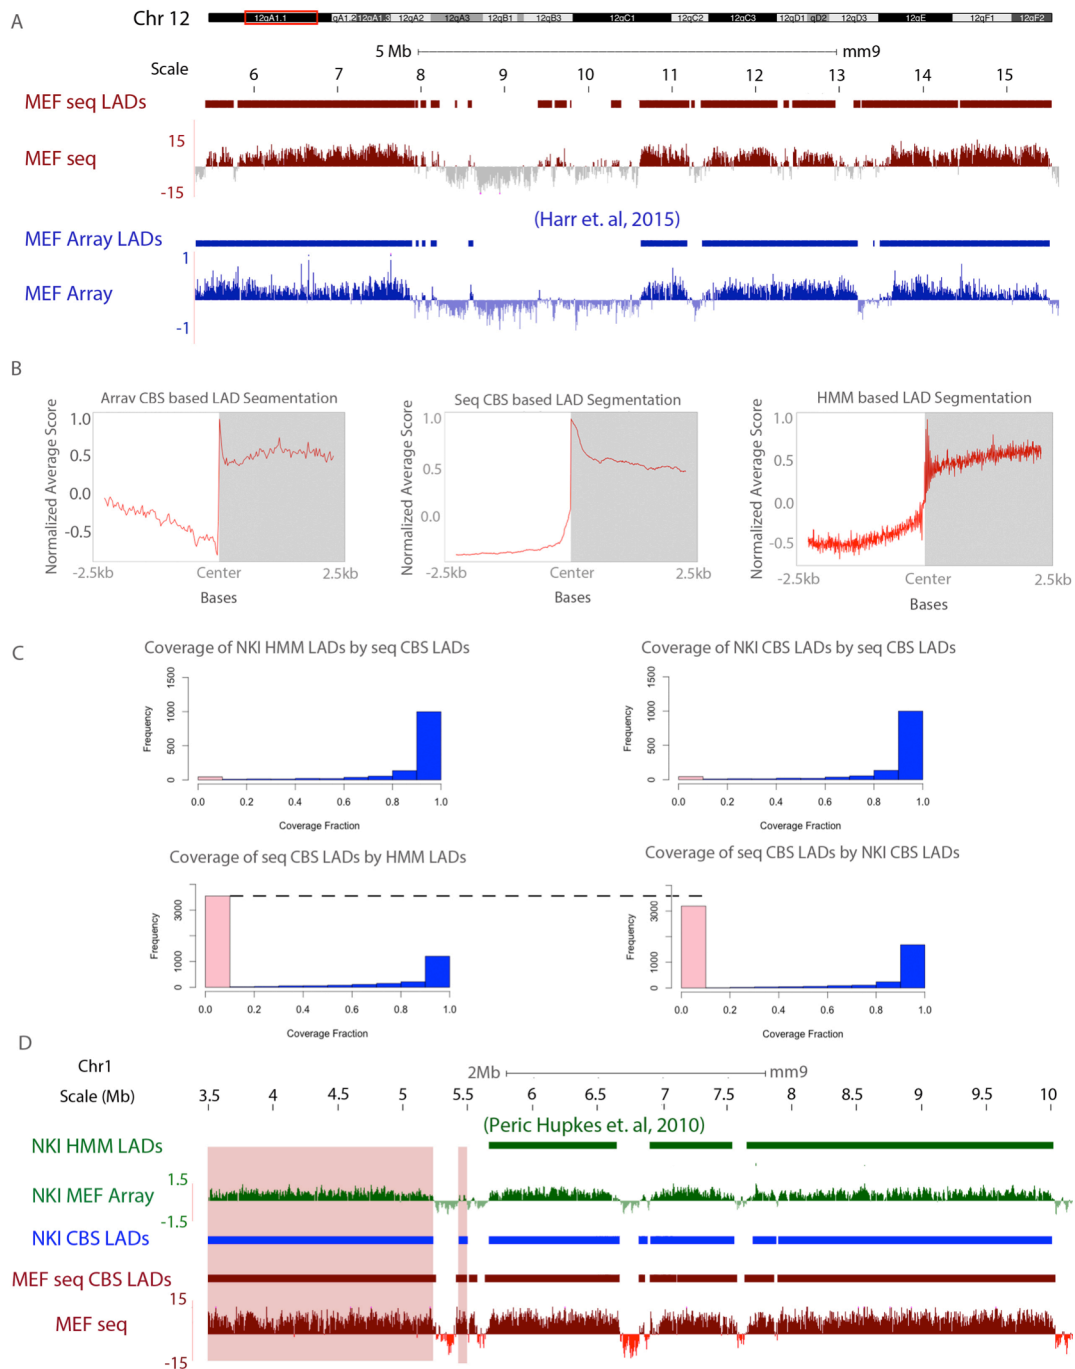 A
Chr 12
12qA1.1 qA1.2 12qA1.3 12qA2 12qA3 12qB1 12qB3 12qC1 12qC2 12qC3 12qD1 qD2 12qD3 12qE 12qF1 12qF2
5 Mb mm9
Scale 6 7 8 9 10 11 12 13 14 15
MEF seq LADs
15
MEF seq
-15
(Harr et. al, 2015)
MEF Array LADs
1
MEF Array
-1
B
Array CBS based LAD Segmentation
Normalized Average Score
1.0
0.5
0.0
-0.5
-2.5kb Center 2.5kb
Bases
Seq CBS based LAD Segmentation
Normalized Average Score
1.0
0.5
0.0
-2.5kb Center 2.5kb
Bases
HMM based LAD Segmentation
Normalized Average Score
1.0
0.5
0.0
-0.5
-2.5kb Center 2.5kb
Bases
C
Coverage of NKI HMM LADs by seq CBS LADs
Frequency
1500
1000
500
0
0.0 0.2 0.4 0.6 0.8 1.0
Coverage Fraction
Coverage of NKI CBS LADs by seq CBS LADs
Frequency
1500
1000
500
0
0.0 0.2 0.4 0.6 0.8 1.0
Coverage Fraction
Coverage of seq CBS LADs by HMM LADs
Frequency
3000
1000
0
0.0 0.2 0.4 0.6 0.8 1.0
Coverage Fraction
Coverage of seq CBS LADs by NKI CBS LADs
Frequency
3000
1000
0
0.0 0.2 0.4 0.6 0.8 1.0
Coverage Fraction
D
Chr1
2Mb mm9
Scale (Mb)
3.5 4 4.5 5 5.5 6 6.5 7 7.5 8 8.5 9 9.5 10
(Peric Hupkes et. al, 2010)
NKI HMM LADs
1.5
NKI MEF Array
-1.5
NKI CBS LADs
MEF seq CBS LADs
15
MEF seq
-15